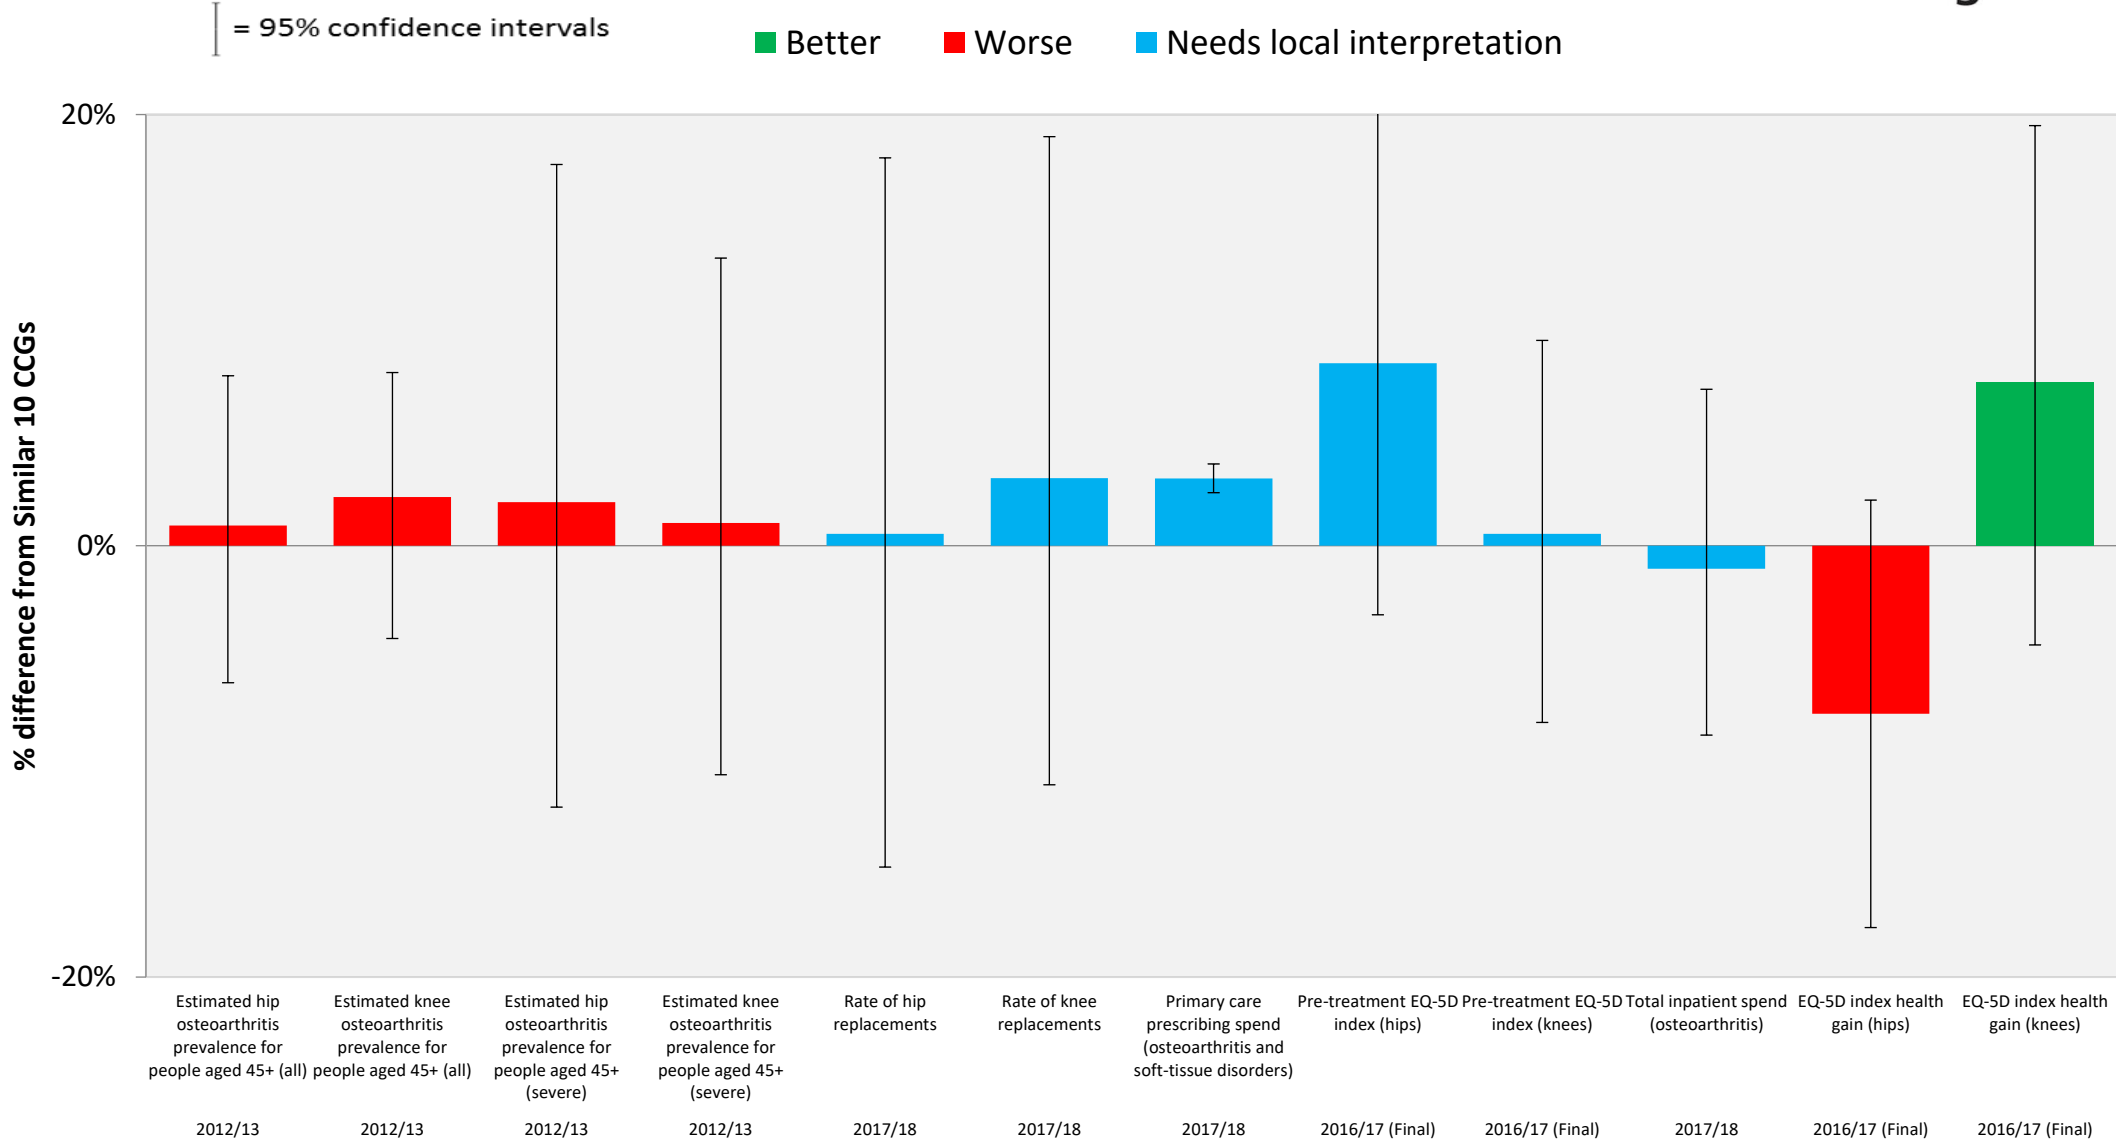 = 95% confidence intervals
Better
Worse
Needs local interpretation
20%
0%
-20%
% difference from Similar 10 CCGs
Estimated hip
osteoarthritis
prevalence for
people aged 45+ (all)
2012/13
Estimated knee
osteoarthritis
prevalence for
people aged 45+ (all)
2012/13
Estimated hip
osteoarthritis
prevalence for
people aged 45+
(severe)
2012/13
Estimated knee
osteoarthritis
prevalence for
people aged 45+
(severe)
2012/13
Rate of hip
replacements
2017/18
Rate of knee
replacements
2017/18
Primary care
prescribing spend
(osteoarthritis and
soft-tissue disorders)
2017/18
Pre-treatment EQ-5D
index (hips)
2016/17 (Final)
Pre-treatment EQ-5D
index (knees)
2016/17 (Final)
Total inpatient spend
(osteoarthritis)
2017/18
EQ-5D index health
gain (hips)
2016/17 (Final)
EQ-5D index health
gain (knees)
2016/17 (Final)